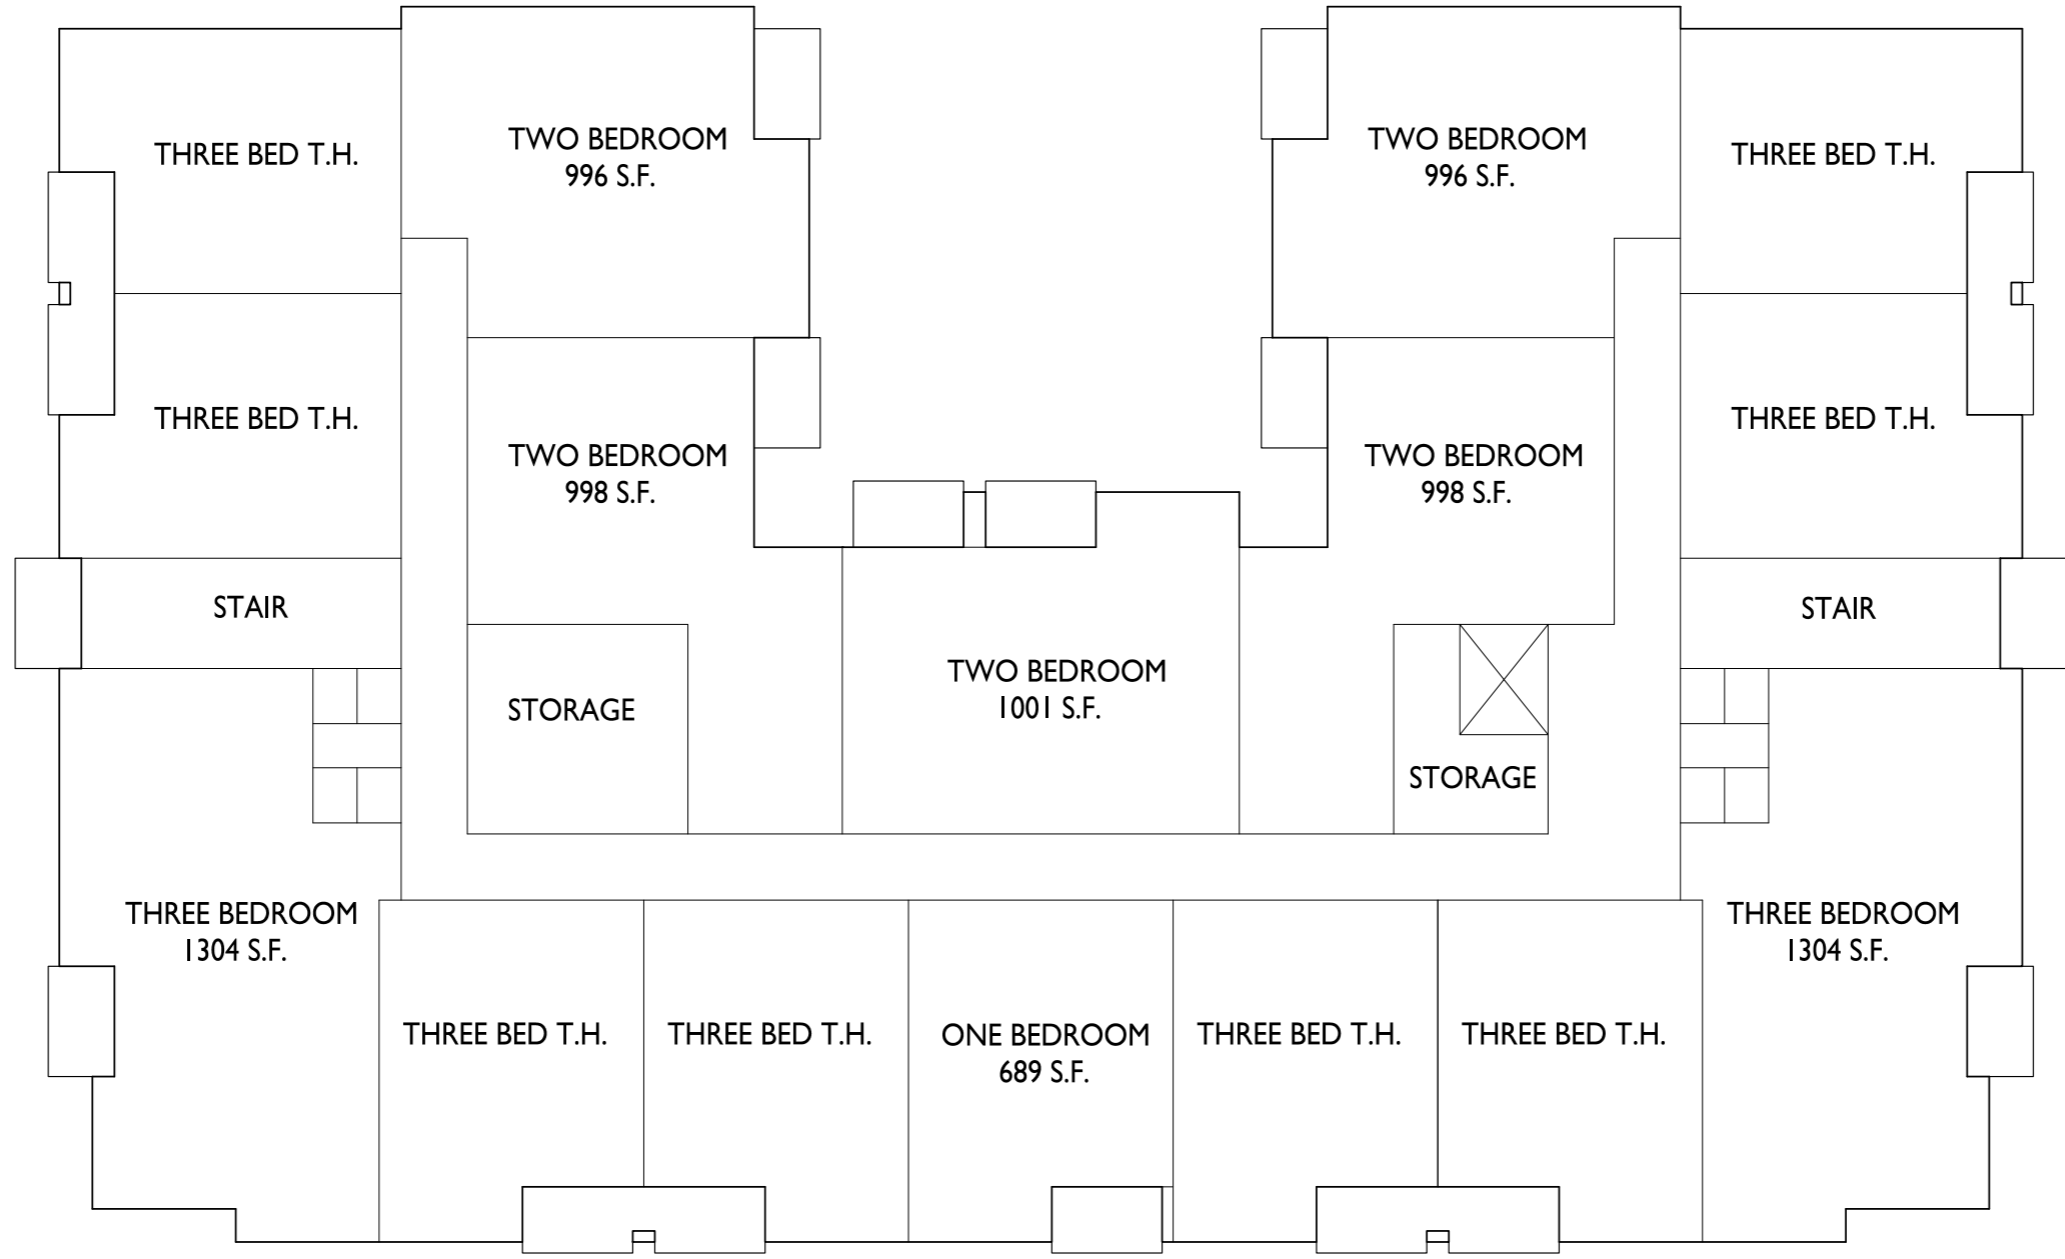 THREE BED T.H.
TWO BEDROOM
996 S.F.
TWO BEDROOM
996 S.F.
THREE BED T.H.
THREE BED T.H.
TWO BEDROOM
998 S.F.
TWO BEDROOM
998 S.F.
THREE BED T.H.
STAIR
STAIR
STORAGE
TWO BEDROOM
1001 S.F.
STORAGE
THREE BEDROOM
1304 S.F.
THREE BEDROOM
1304 S.F.
THREE BED T.H.
THREE BED T.H.
ONE BEDROOM
689 S.F.
THREE BED T.H.
THREE BED T.H.